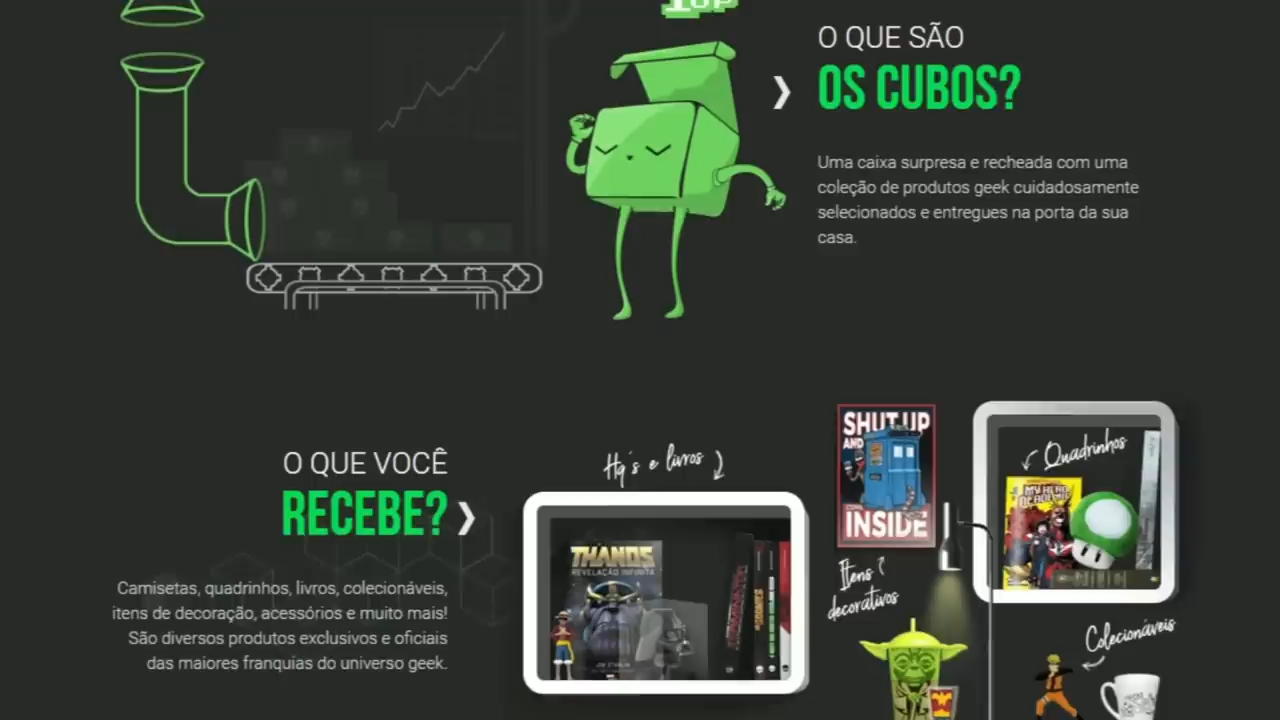 1UP
O QUE SÃO
OS CUBOS?
Uma caixa surpresa e recheada com uma
coleção de produtos geek cuidadosamente
selecionados e entregues na porta da sua
casa.
O QUE VOCÊ
RECEBE?
Camisetas, quadrinhos, livros, colecionáveis,
itens de decoração, acessórios e muito mais!
São diversos produtos exclusivos e oficiais
das maiores franquias do universo geek.
Hq's e livros
THANOS
REVELAÇÃO INFINITA
JIM STARLIN
SHUT UP
AND
INSIDE
Itens
decorativos
Quadrinhos
MY HERO
ACADEMIA
Colecionáveis